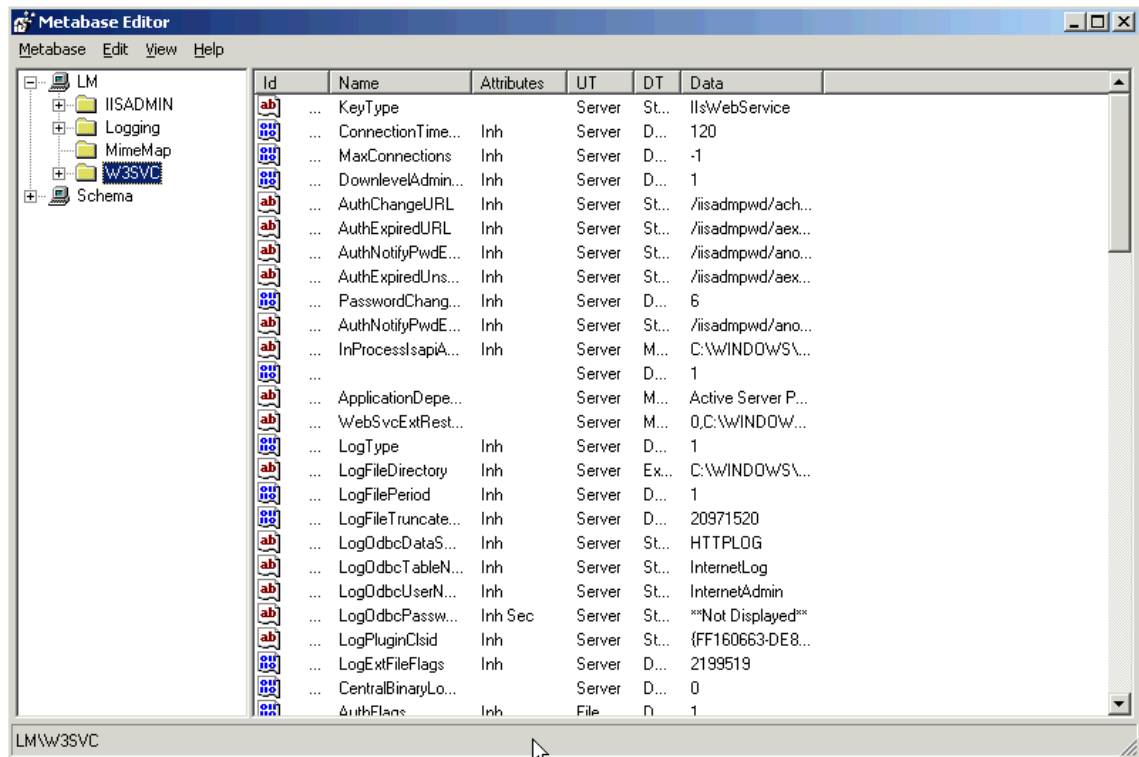 Metabase Editor
Metabase Edit View Help
LM
IISADMIN
Logging
MimeMap
W3SVC
Schema
Id Name Attributes UT DT Data
... KeyType Server St... IIsWebService
... ConnectionTime... Inh Server D... 120
... MaxConnections Inh Server D... -1
... DownlevelAdmin... Inh Server D... 1
... AuthChangeURL Inh Server St... /iisadmpwd/ach...
... AuthExpiredURL Inh Server St... /iisadmpwd/aex...
... AuthNotifyPwdE... Inh Server St... /iisadmpwd/ano...
... AuthExpiredUns... Inh Server St... /iisadmpwd/aex...
... PasswordChang... Inh Server D... 6
... AuthNotifyPwdE... Inh Server St... /iisadmpwd/ano...
... InProcessIsapiA... Inh Server M... C:\WINDOWS\...
... Server D... 1
... ApplicationDepe... Server M... Active Server P...
... WebSvcExtRest... Server M... 0,C:\WINDOW...
... LogType Inh Server D... 1
... LogFileDirectory Inh Server Ex... C:\WINDOWS\...
... LogFilePeriod Inh Server D... 1
... LogFileTruncate... Inh Server D... 20971520
... LogOdbcDataS... Inh Server St... HTTPLOG
... LogOdbcTableN... Inh Server St... InternetLog
... LogOdbcUserN... Inh Server St... InternetAdmin
... LogOdbcPassw... Inh Sec Server St... **Not Displayed**
... LogPluginClsid Inh Server St... {FF160663-DE8...
... LogExtFileFlags Inh Server D... 2199519
... CentralBinaryLo... Server D... 0
... AuthFlags Inh File D... 1
LM\W3SVC